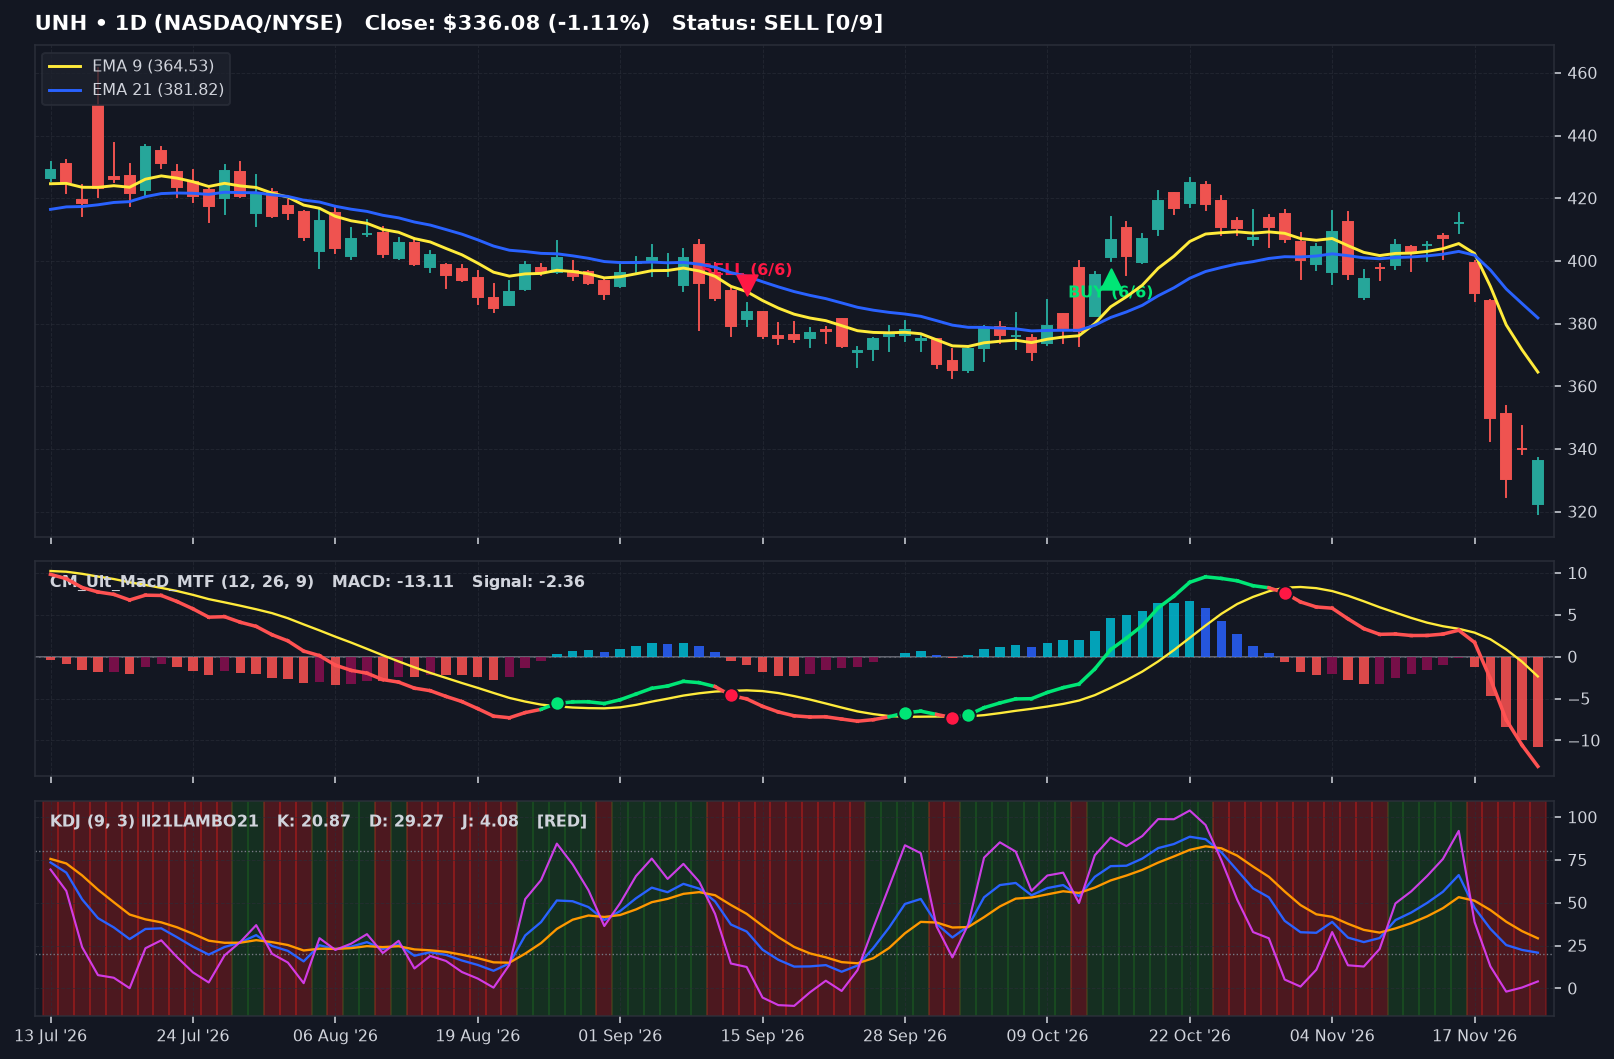 UNH • 1D (NASDAQ/NYSE)   Close: $336.08 (-1.11%)   Status: SELL [0/9]
EMA 9 (364.53)
EMA 21 (381.82)
460
440
420
400
380
360
340
320
SELL (6/6)
BUY (6/6)
CM_Ult_MacD_MTF (12, 26, 9)   MACD: -13.11   Signal: -2.36
10
5
0
−5
−10
KDJ (9, 3) ll21LAMBO21   K: 20.87   D: 29.27   J: 4.08   [RED]
100
75
50
25
0
13 Jul '26
24 Jul '26
06 Aug '26
19 Aug '26
01 Sep '26
15 Sep '26
28 Sep '26
09 Oct '26
22 Oct '26
04 Nov '26
17 Nov '26